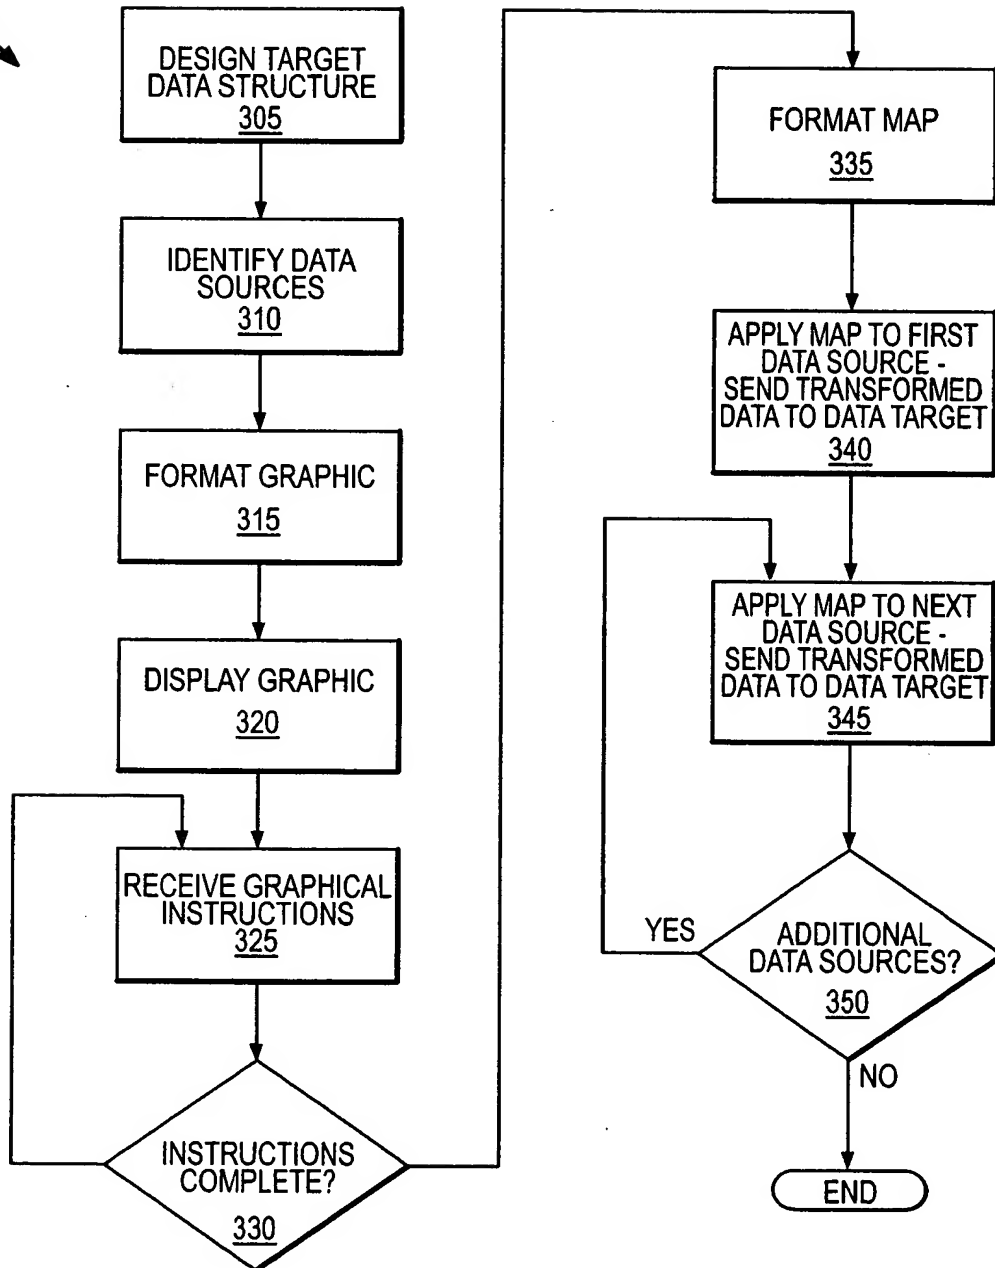 DESIGN TARGET
DATA STRUCTURE
305
IDENTIFY DATA
SOURCES
310
FORMAT GRAPHIC
315
DISPLAY GRAPHIC
320
RECEIVE GRAPHICAL
INSTRUCTIONS
325
INSTRUCTIONS
COMPLETE?
330
FORMAT MAP
335
APPLY MAP TO FIRST
DATA SOURCE -
SEND TRANSFORMED
DATA TO DATA TARGET
340
APPLY MAP TO NEXT
DATA SOURCE -
SEND TRANSFORMED
DATA TO DATA TARGET
345
YES
ADDITIONAL
DATA SOURCES?
350
NO
END